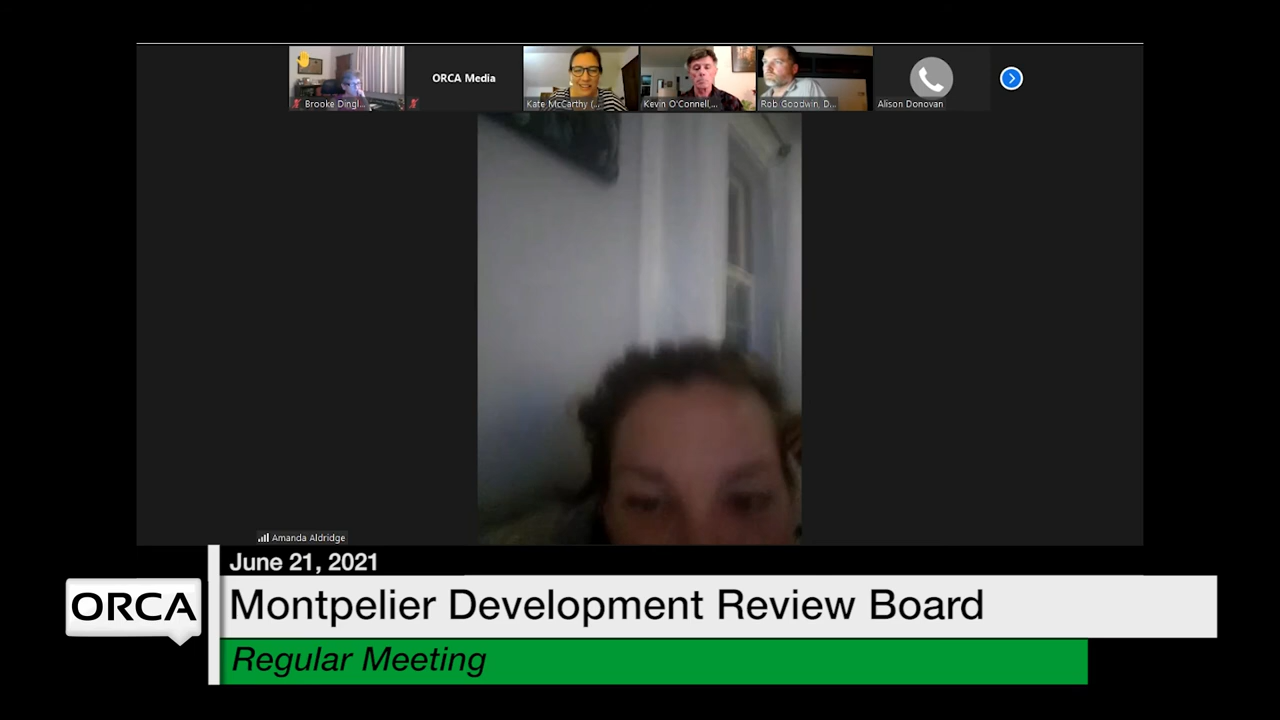 ORCA Media
Brooke Dingl...
Kate McCarthy (...
Kevin O'Connell,...
Rob Goodwin, D...
Alison Donovan
Amanda Aldridge
June 21, 2021
ORCA
Montpelier Development Review Board
Regular Meeting